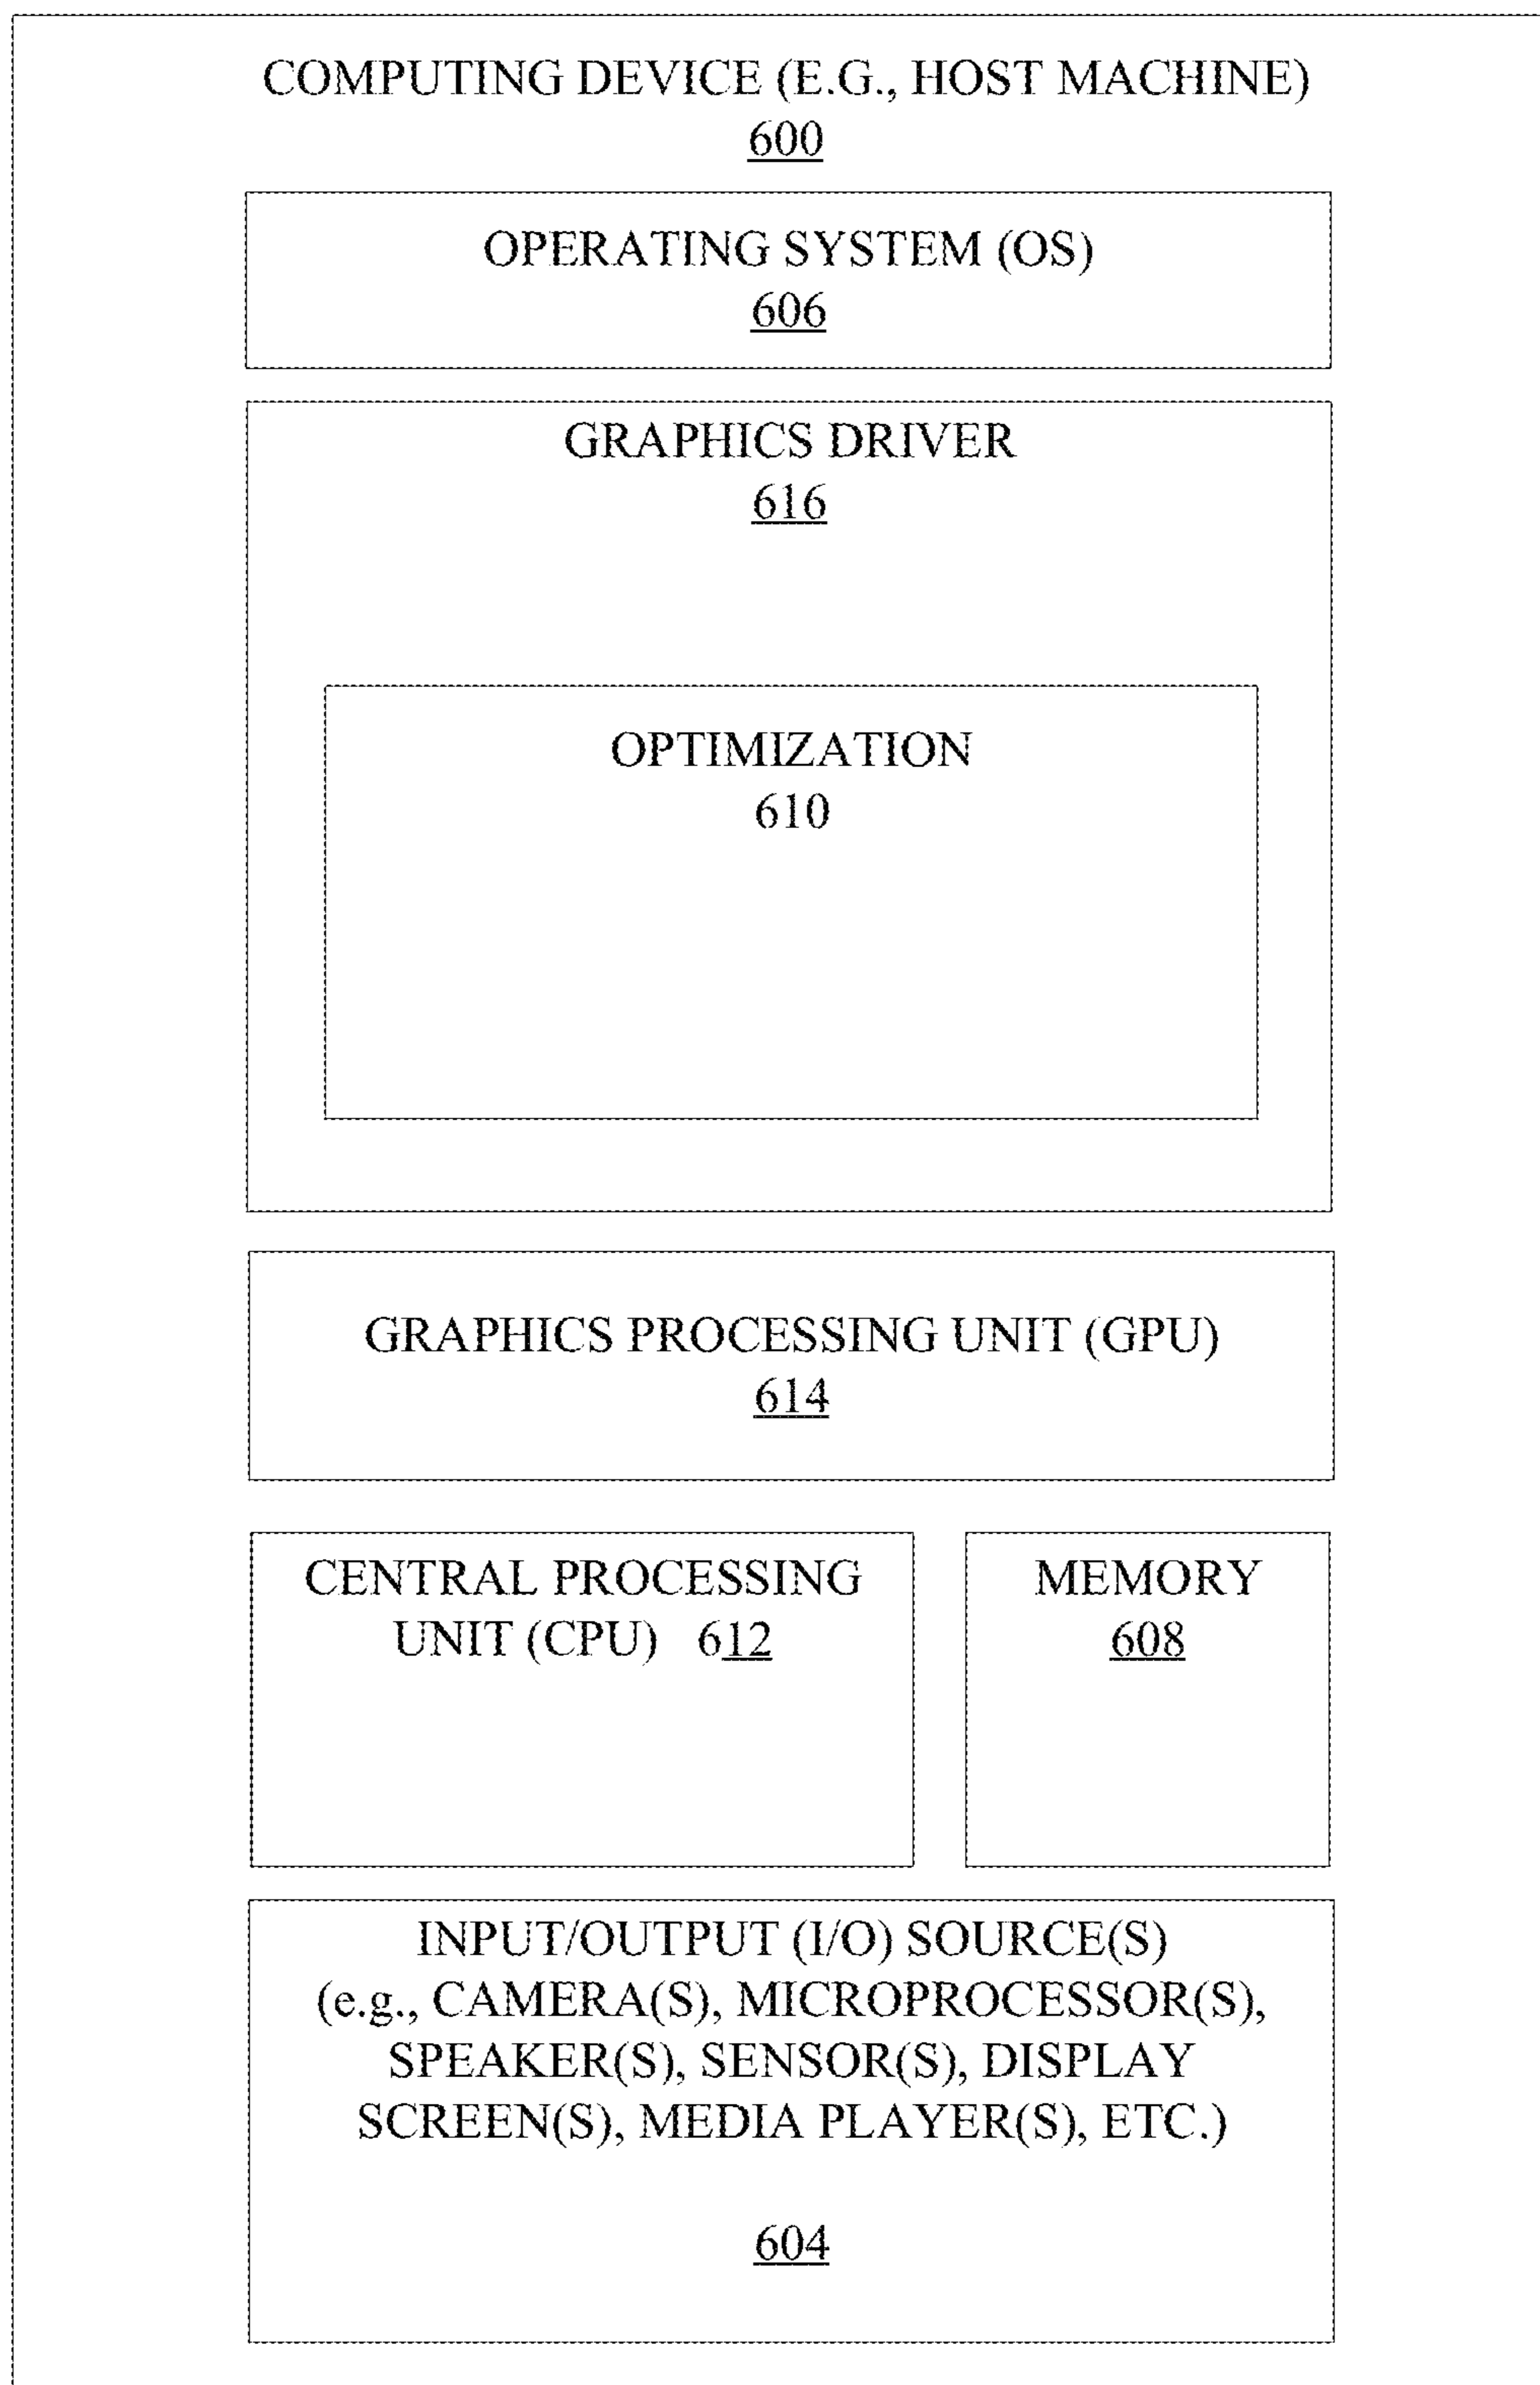 COMPUTING DEVICE (E.G., HOST MACHINE)
600
OPERATING SYSTEM (OS)
606
GRAPHICS DRIVER
616
OPTIMIZATION
610
GRAPHICS PROCESSING UNIT (GPU)
614
CENTRAL PROCESSING
UNIT (CPU) 612
MEMORY
608
INPUT/OUTPUT (I/O) SOURCE(S)
(e.g., CAMERA(S), MICROPROCESSOR(S),
SPEAKER(S), SENSOR(S), DISPLAY
SCREEN(S), MEDIA PLAYER(S), ETC.)
604